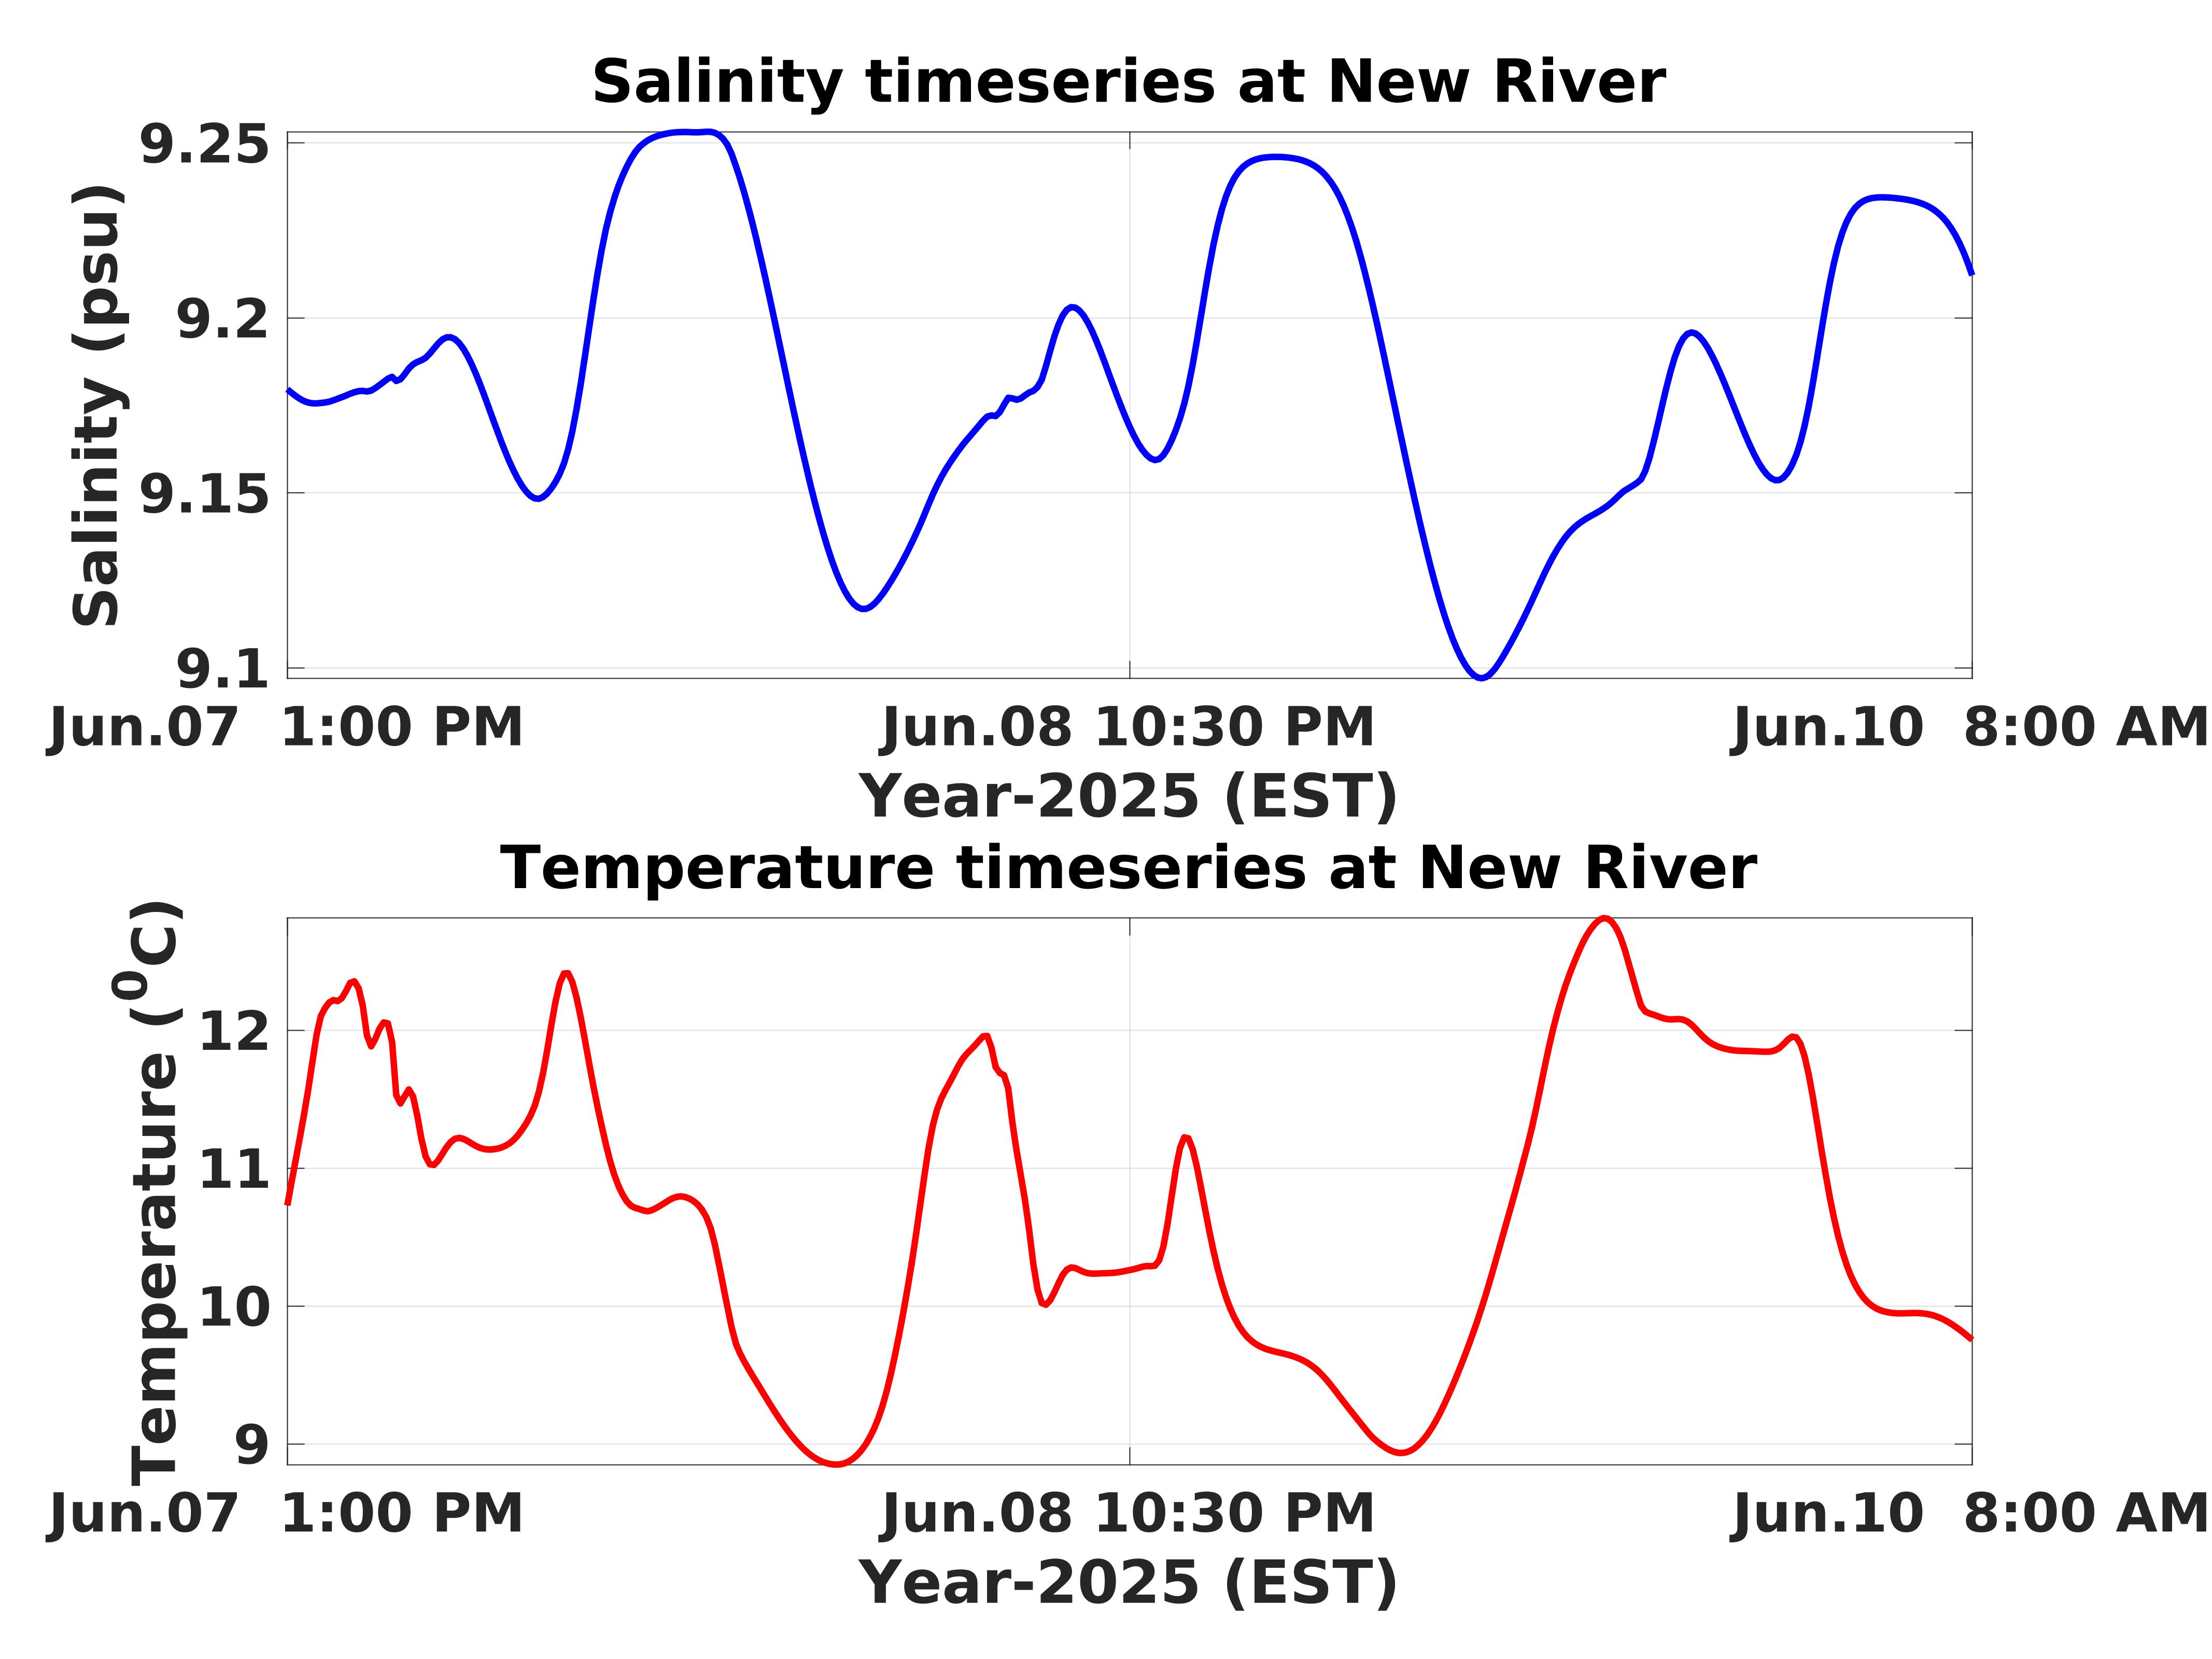 Salinity timeseries at New River
Salinity (psu)
9.25
9.2
9.15
9.1
Jun.07  1:00 PM
Jun.08 10:30 PM
Jun.10  8:00 AM
Year-2025 (EST)
Temperature timeseries at New River
Temperature (⁰C)
12
11
10
9
Jun.07  1:00 PM
Jun.08 10:30 PM
Jun.10  8:00 AM
Year-2025 (EST)